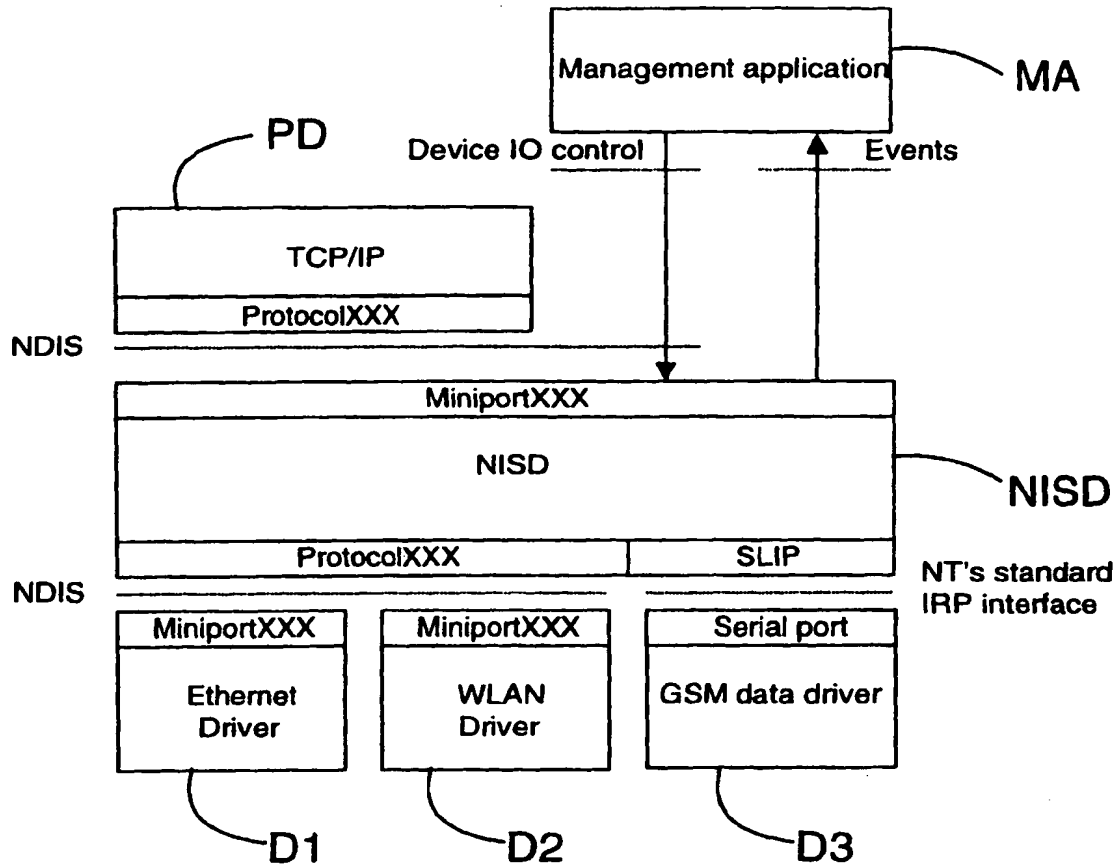 Management application
MA
PD
Device IO control
Events
TCP/IP
ProtocolXXX
NDIS
MiniportXXX
NISD
NISD
ProtocolXXX
SLIP
NDIS
NT's standard
IRP interface
MiniportXXX
MiniportXXX
Serial port
Ethernet
Driver
WLAN
Driver
GSM data driver
D1
D2
D3